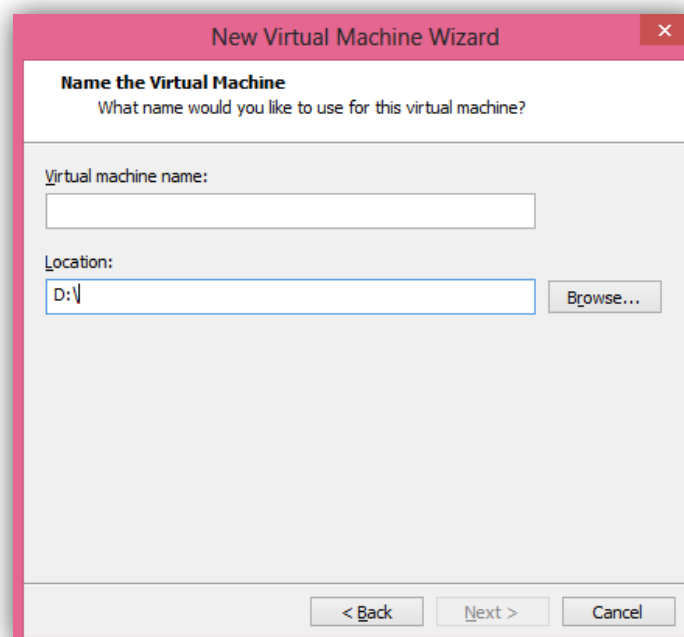 New Virtual Machine Wizard
Name the Virtual Machine
What name would you like to use for this virtual machine?
Virtual machine name:
Location:
D:\
Browse...
< Back
Next >
Cancel